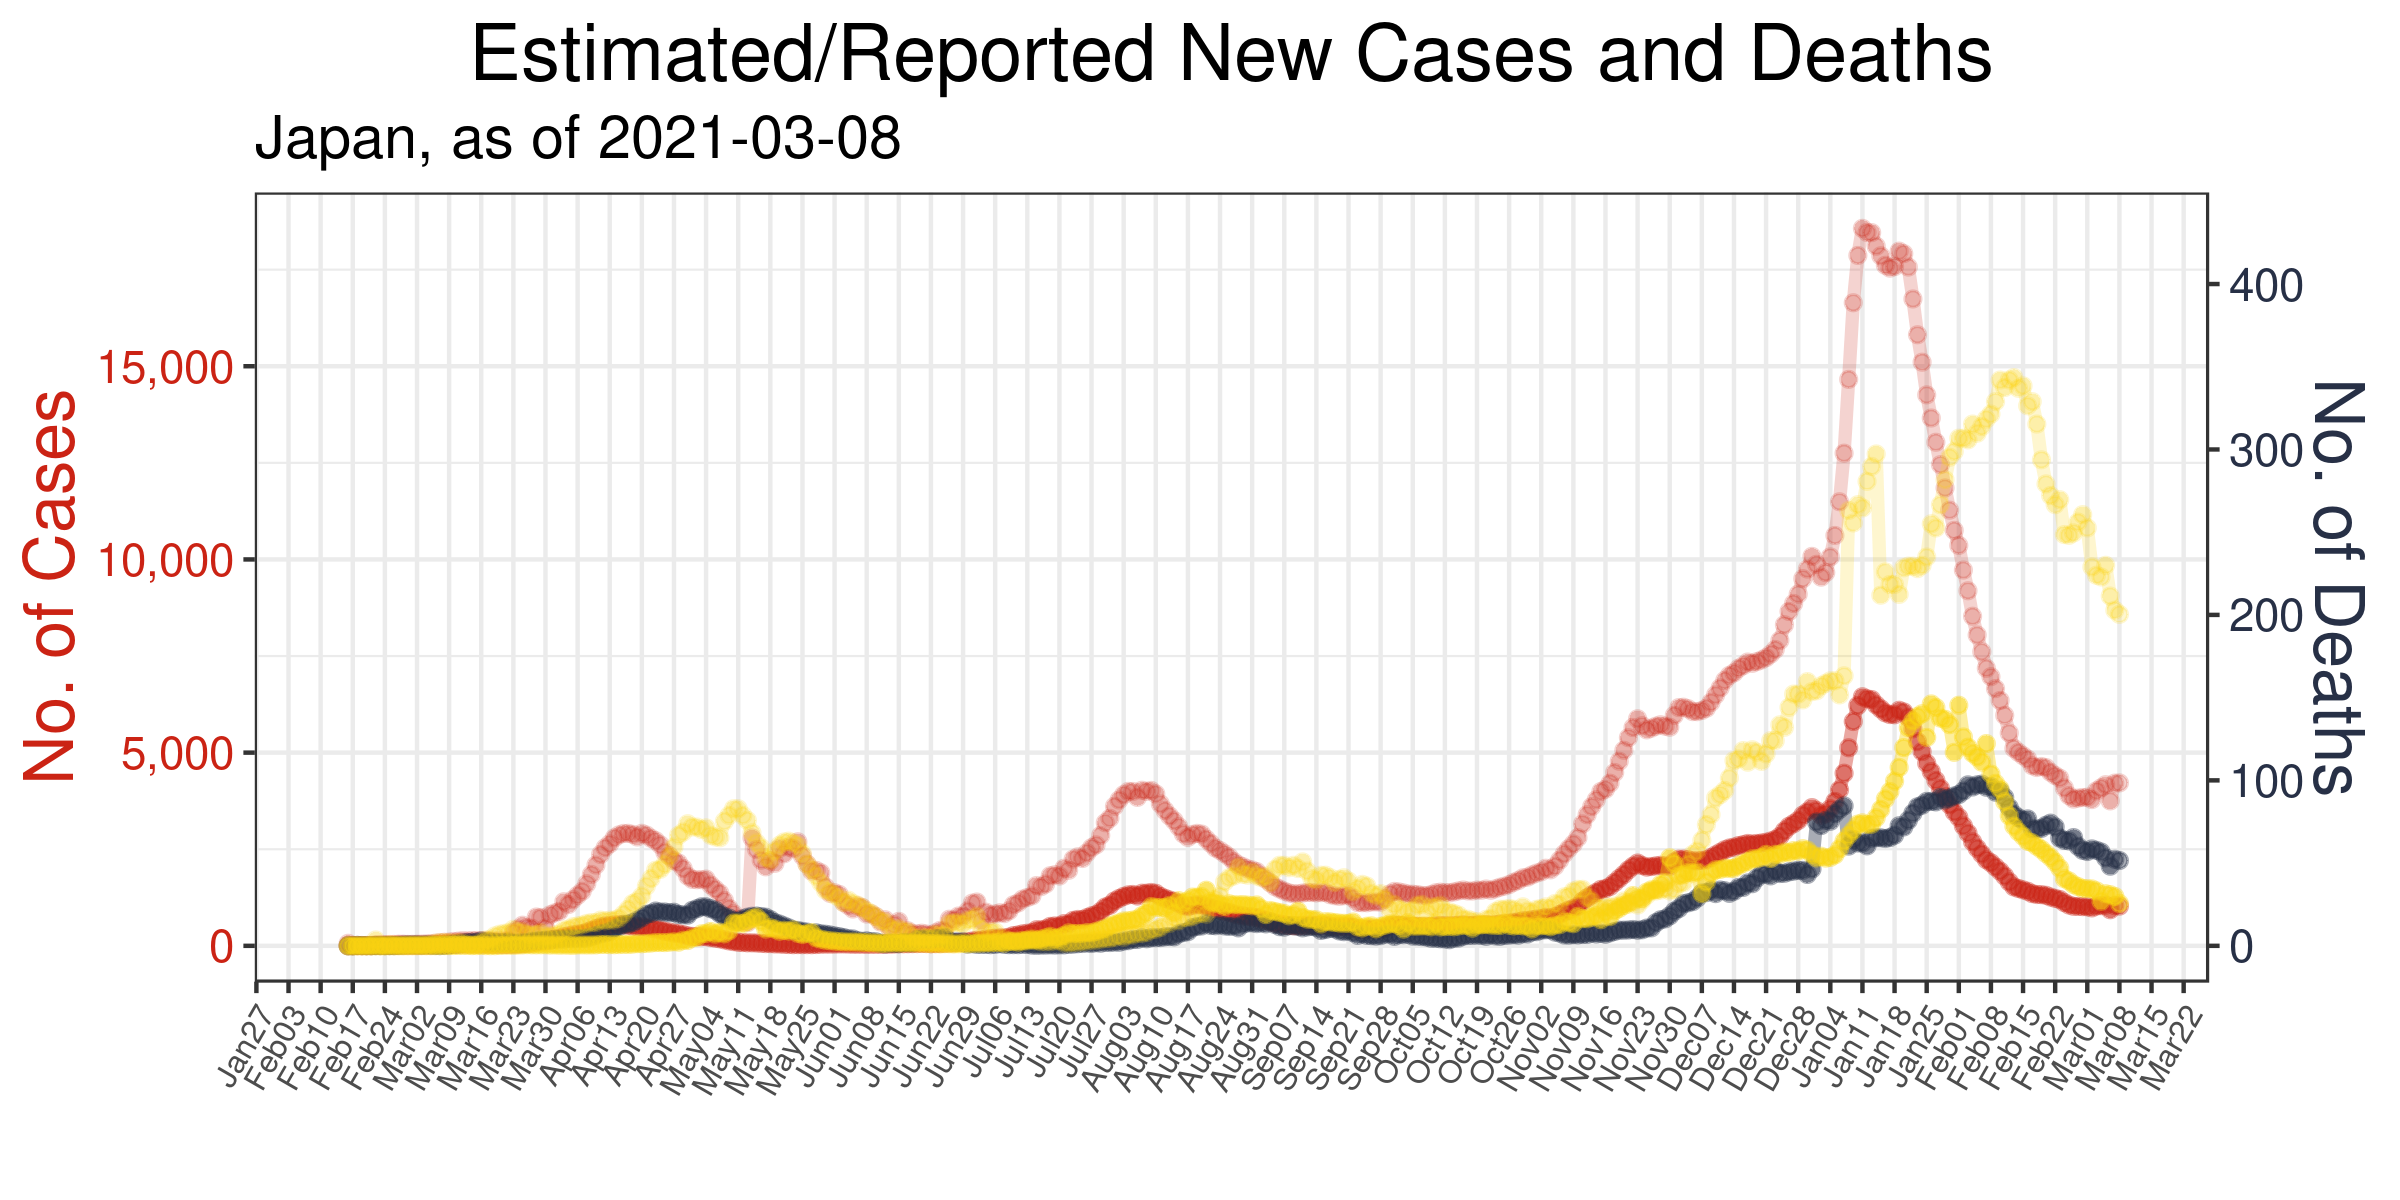 Estimated/Reported New Cases and Deaths
Japan, as of 2021-03-08
No. of Cases
15,000
10,000
5,000
0
400
300
200
100
0
No. of Deaths
Jan27
Feb03
Feb10
Feb17
Feb24
Mar02
Mar09
Mar16
Mar23
Mar30
Apr06
Apr13
Apr20
Apr27
May04
May11
May18
May25
Jun01
Jun08
Jun15
Jun22
Jun29
Jul06
Jul13
Jul20
Jul27
Aug03
Aug10
Aug17
Aug24
Aug31
Sep07
Sep14
Sep21
Sep28
Oct05
Oct12
Oct19
Oct26
Nov02
Nov09
Nov16
Nov23
Nov30
Dec07
Dec14
Dec21
Dec28
Jan04
Jan11
Jan18
Jan25
Feb01
Feb08
Feb15
Feb22
Mar01
Mar08
Mar15
Mar22